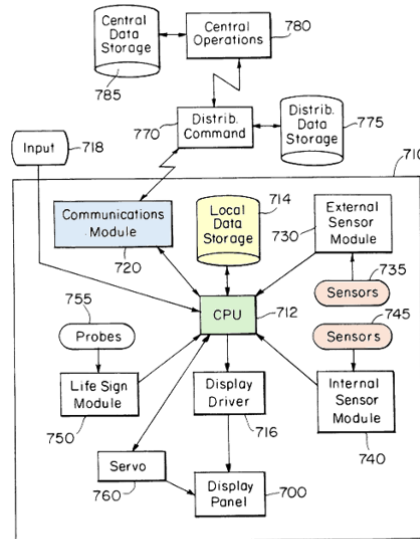 Central Data Storage
785
Central Operations
780
770
Distrib. Command
Distrib. Data Storage
775
Input
718
710
Communications Module
720
Local Data Storage
714
External Sensor Module
730
Sensors
735
745
Sensors
755
Probes
CPU
712
Life Sign Module
750
Display Driver
716
Internal Sensor Module
740
Servo
760
Display Panel
700